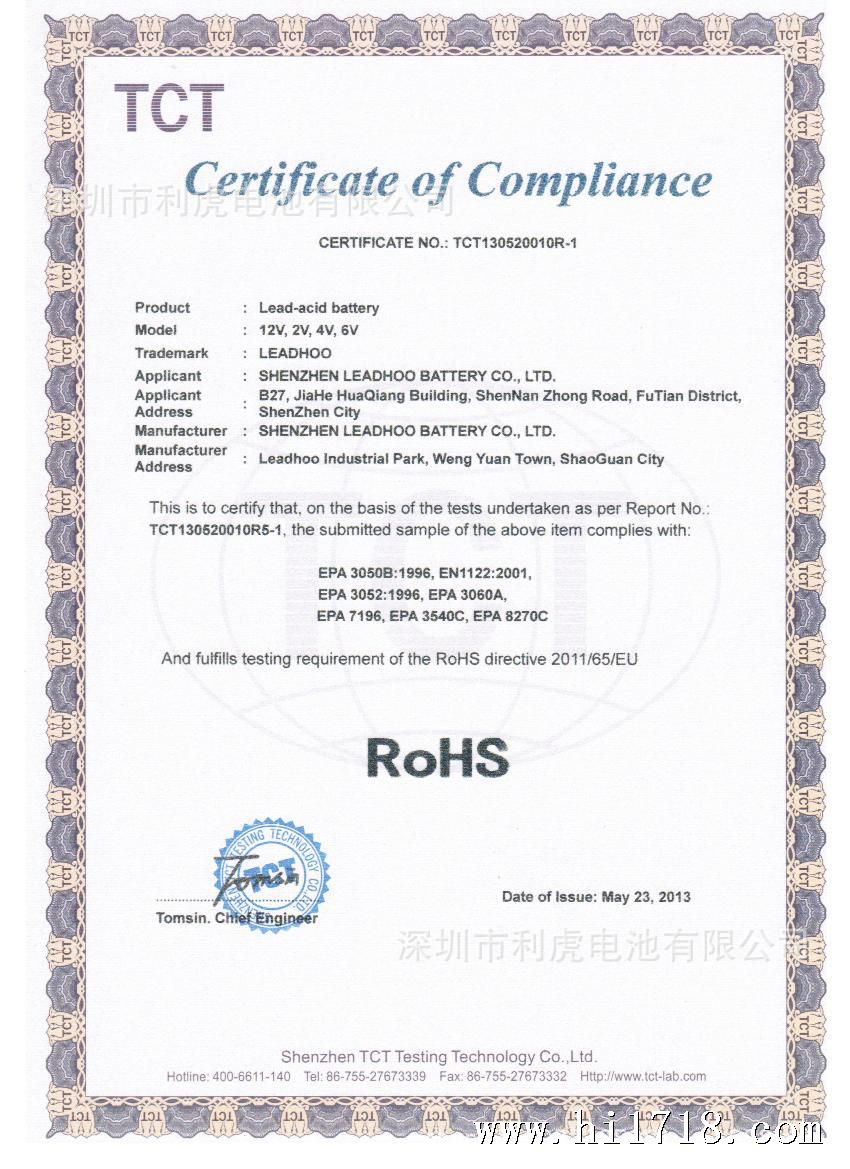 TCT
Certificate of Compliance
深圳市利虎电池有限公司
CERTIFICATE NO.: TCT130520010R-1
Product : Lead-acid battery
Model : 12V, 2V, 4V, 6V
Trademark : LEADHOO
Applicant : SHENZHEN LEADHOO BATTERY CO., LTD.
Applicant Address : B27, JiaHe HuaQiang Building, ShenNan Zhong Road, FuTian District,
ShenZhen City
Manufacturer : SHENZHEN LEADHOO BATTERY CO., LTD.
Manufacturer Address : Leadhoo Industrial Park, Weng Yuan Town, ShaoGuan City
This is to certify that, on the basis of the tests undertaken as per Report No.:
TCT130520010R5-1, the submitted sample of the above item complies with:
EPA 3050B:1996, EN1122:2001,
EPA 3052:1996, EPA 3060A,
EPA 7196, EPA 3540C, EPA 8270C
And fulfills testing requirement of the RoHS directive 2011/65/EU
TCT
RoHS
TESTING TECHNOLOGY CO.,LTD.
TCT
Tomsin
Tomsin. Chief Engineer
Date of Issue: May 23, 2013
深圳市利虎电池有限公司
Shenzhen TCT Testing Technology Co.,Ltd.
Hotline: 400-6611-140 Tel: 86-755-27673339 Fax: 86-755-27673332 Http://www.tct-lab.com
www.hi1718.com